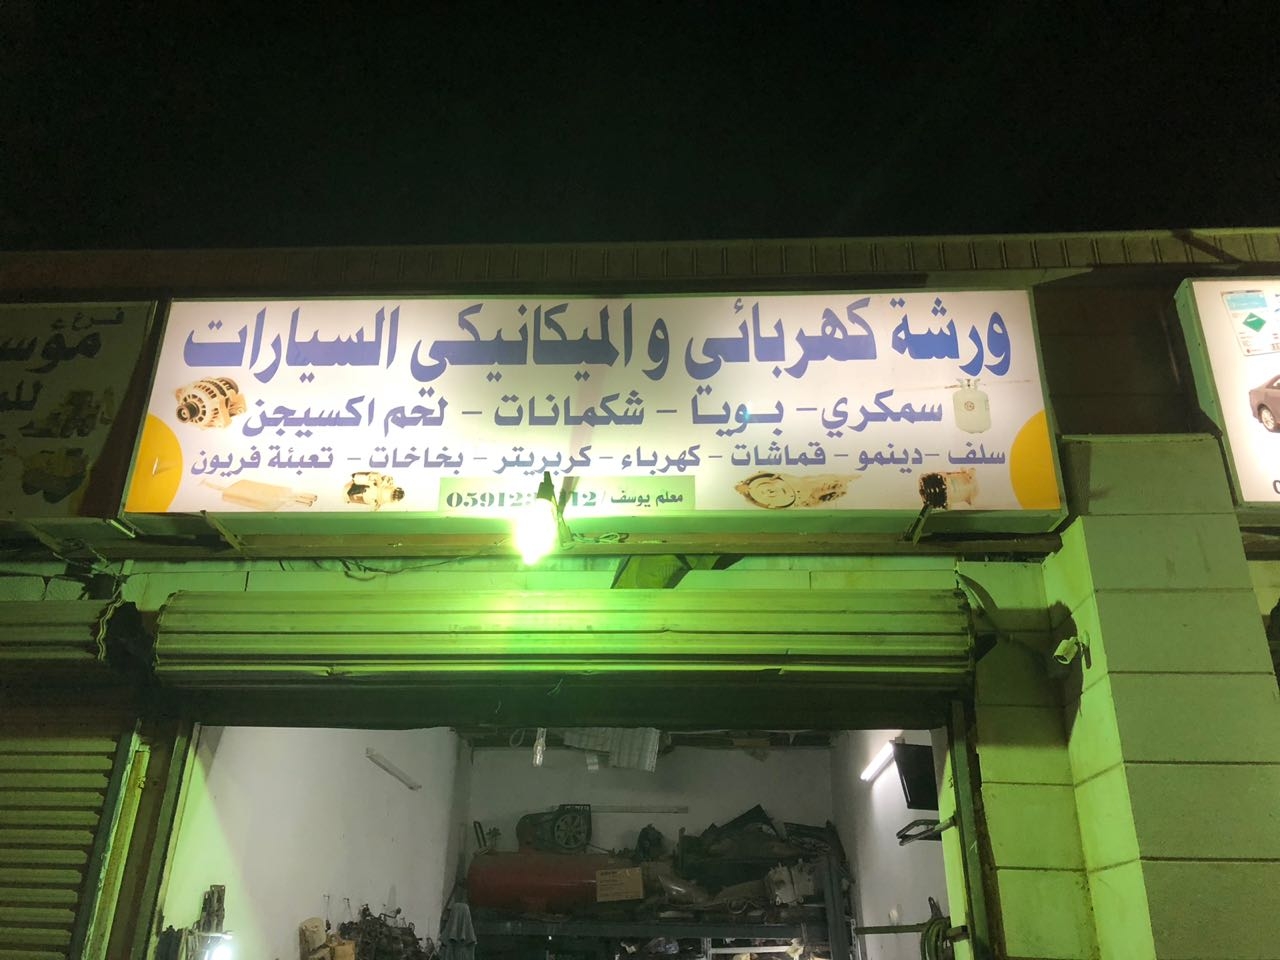 ورشة كهربائي و الميكانيكي السيارات
سمكري - بويا - شكمانات - لحم اكسيجن
سلف - دينمو - قماشات - كهرباء - كربريتر - بخاخات - تعبئة فريون
معلم يوسف /
فرع